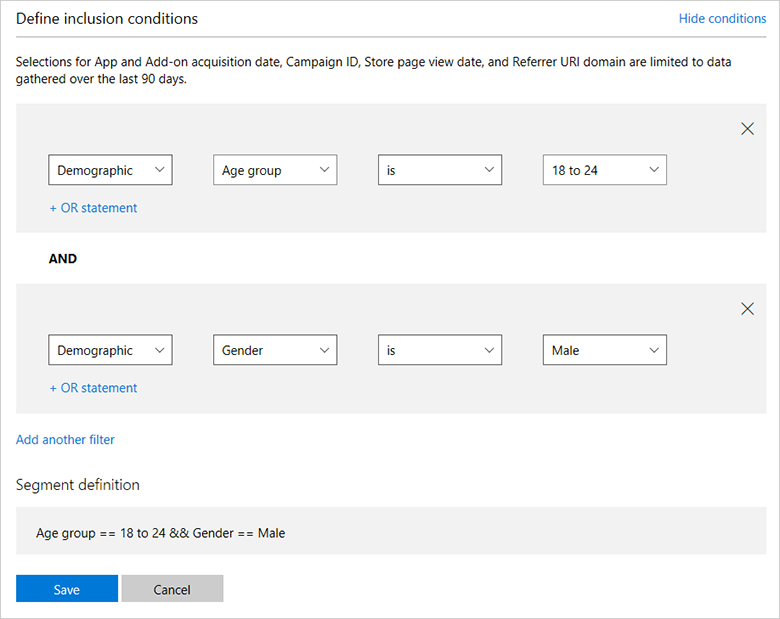 Define inclusion conditions
Hide conditions
Selections for App and Add-on acquisition date, Campaign ID, Store page view date, and Referrer URI domain are limited to data
gathered over the last 90 days.
Demographic
Age group
is
18 to 24
+ OR statement
AND
Demographic
Gender
is
Male
+ OR statement
Add another filter
Segment definition
Age group == 18 to 24 && Gender == Male
Save
Cancel